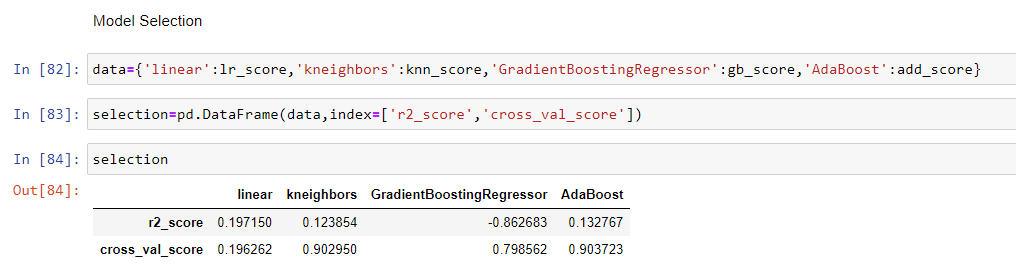 Model Selection
In [82]: data={'linear':lr_score,'kneighbors':knn_score,'GradientBoostingRegressor':gb_score,'AdaBoost':add_score}
In [83]: selection=pd.DataFrame(data,index=['r2_score','cross_val_score'])
In [84]: selection
Out[84]:
linear kneighbors GradientBoostingRegressor AdaBoost
r2_score 0.197150 0.123854 -0.862683 0.132767
cross_val_score 0.196262 0.902950 0.798562 0.903723